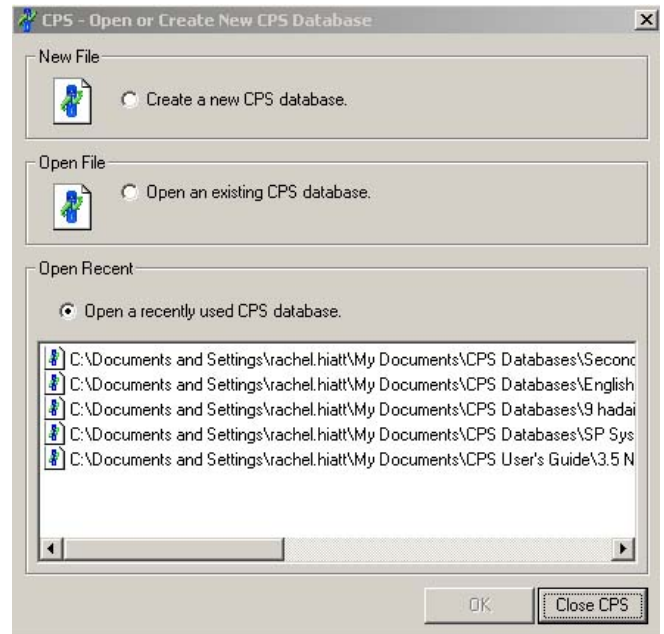 CPS - Open or Create New CPS Database
New File
Create a new CPS database.
Open File
Open an existing CPS database.
Open Recent
Open a recently used CPS database.
C:\Documents and Settings\rachel.hiatt\My Documents\CPS Databases\Second
C:\Documents and Settings\rachel.hiatt\My Documents\CPS Databases\English
C:\Documents and Settings\rachel.hiatt\My Documents\CPS Databases\9 hadai
C:\Documents and Settings\rachel.hiatt\My Documents\CPS Databases\SP Sys
C:\Documents and Settings\rachel.hiatt\My Documents\CPS User's Guide\3.5 N
OK
Close CPS